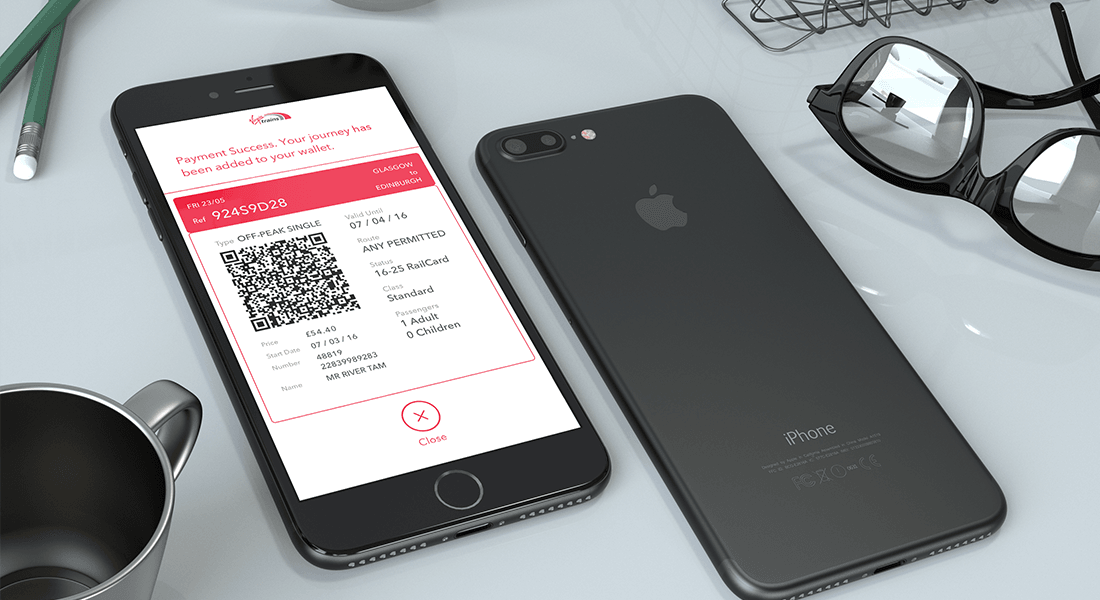 Virgin
trains
Payment Success. Your journey has
been added to your wallet.
FRI 23/05
Ref 924S9D28
GLASGOW
to
EDINBURGH
Type OFF-PEAK SINGLE
Valid Until
07 / 04 / 16
Route
ANY PERMITTED
Status
16-25 RailCard
Class
Standard
Passengers
1 Adult
0 Children
Price £54.40
Start Date 07 / 03 / 16
Number 48819
22839989283
Name MR RIVER TAM
Close
iPhone